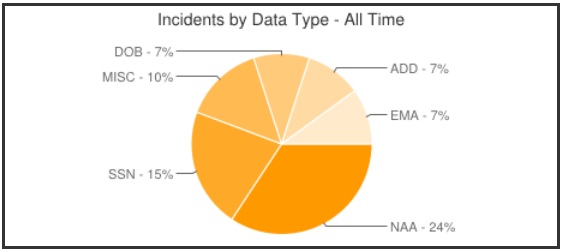 Incidents by Data Type - All Time
DOB - 7%
ADD - 7%
MISC - 10%
EMA - 7%
SSN - 15%
NAA - 24%